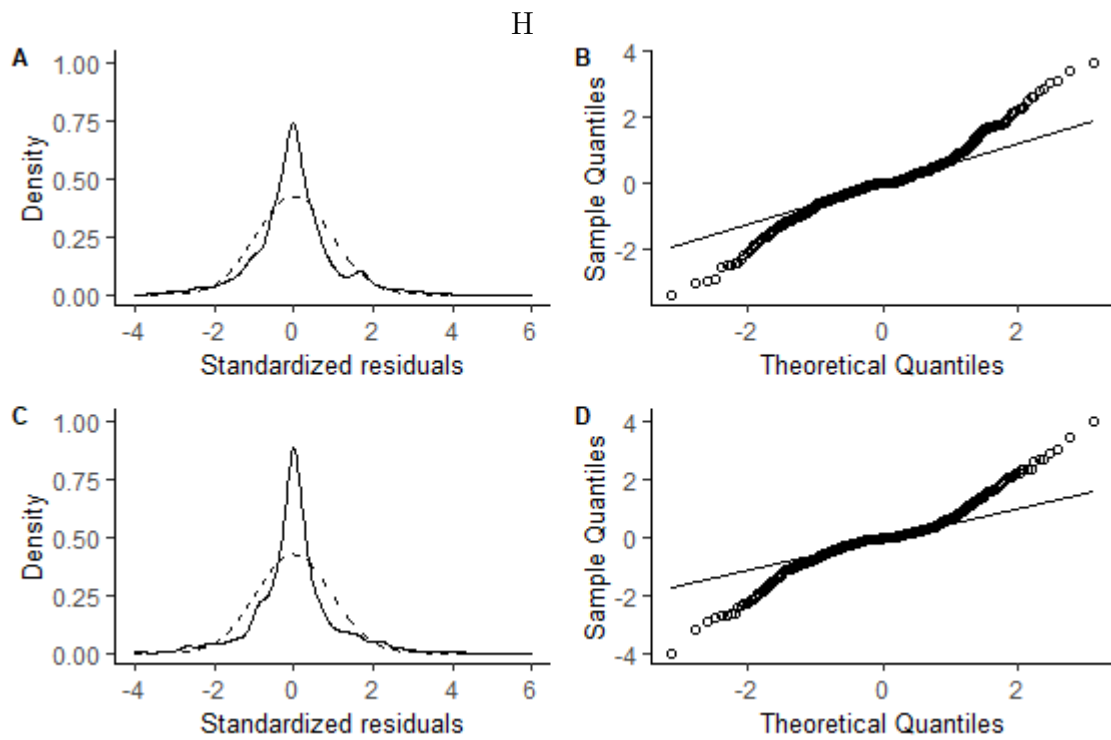 H
A
1.00
0.75
0.50
0.25
0.00
Density
-4 -2 0 2 4 6
Standardized residuals
B
4
2
0
-2
Sample Quantiles
-2 0 2
Theoretical Quantiles
C
1.00
0.75
0.50
0.25
0.00
Density
-4 -2 0 2 4 6
Standardized residuals
D
4
2
0
-2
-4
Sample Quantiles
-2 0 2
Theoretical Quantiles